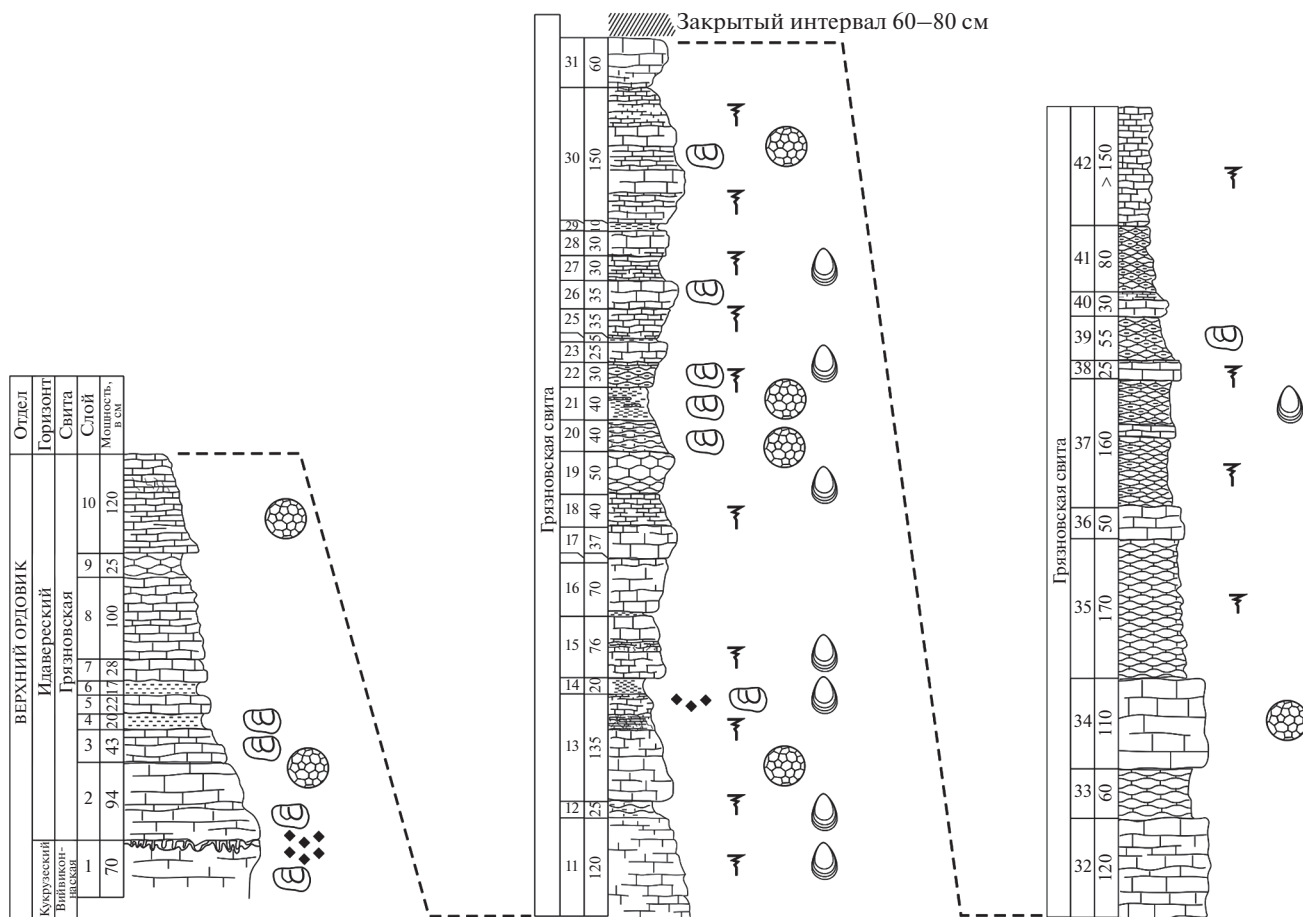 Отдел
Горизонт
Свита
Слой
Мощность,
в см
ВЕРХНИЙ ОРДОВИК
Идавереский
Грязновская
Кукрузеский
Вийвикон-
наская
10 120
9 25
8 100
7 28
6 17
5 22
4 20
3 43
2 94
1 70
Закрытый интервал 60–80 см
Грязновская свита
31 60
30 150
29 10
28 30
27 30
26 35
25 35
5
23 25
22 30
21 40
20 40
19 50
18 40
17 37
16 70
15 76
14 20
13 135
12 25
11 120
Грязновская свита
42 > 150
41 80
40 30
39 55
38 25
37 160
36 50
35 170
34 110
33 60
32 120